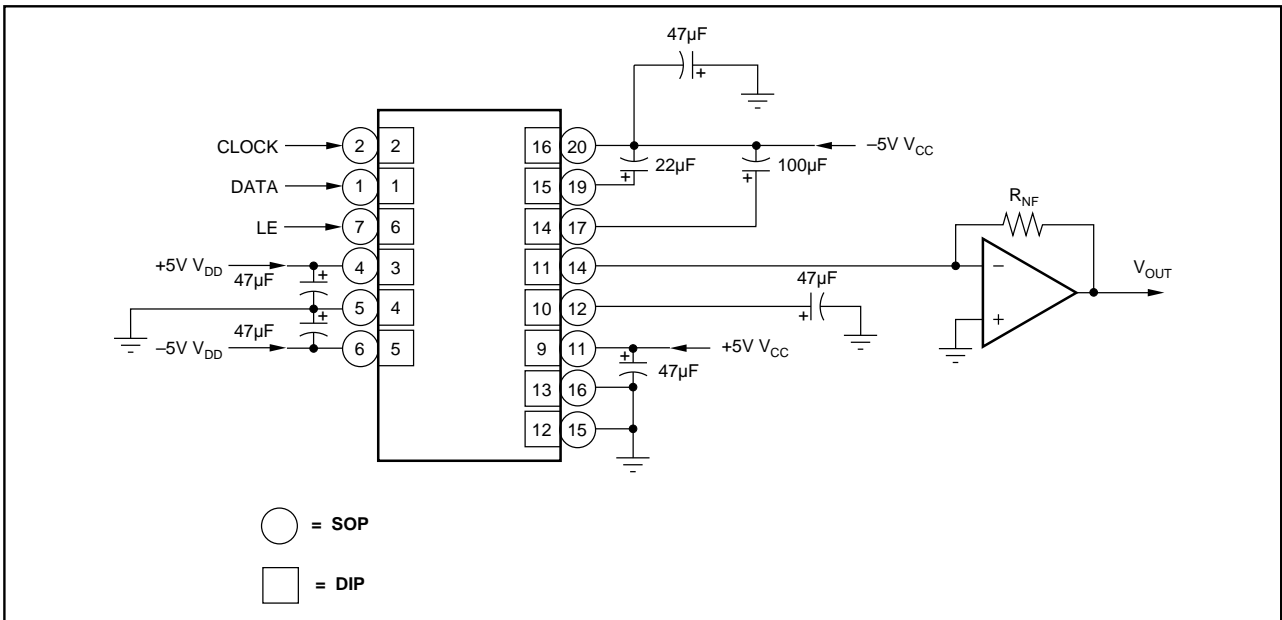 47µF
+
CLOCK 2 2 16 20 –5V VCC
+ 22µF + 100µF
DATA 1 1 15 19
RNF
LE 7 6 14 17
+5V VDD 4 3 11 14 – VOUT
47µF + 47µF
5 4 10 12 + +
47µF +
–5V VDD 6 5 9 11 +5V VCC
+ 47µF
13 16
12 15
= SOP
= DIP